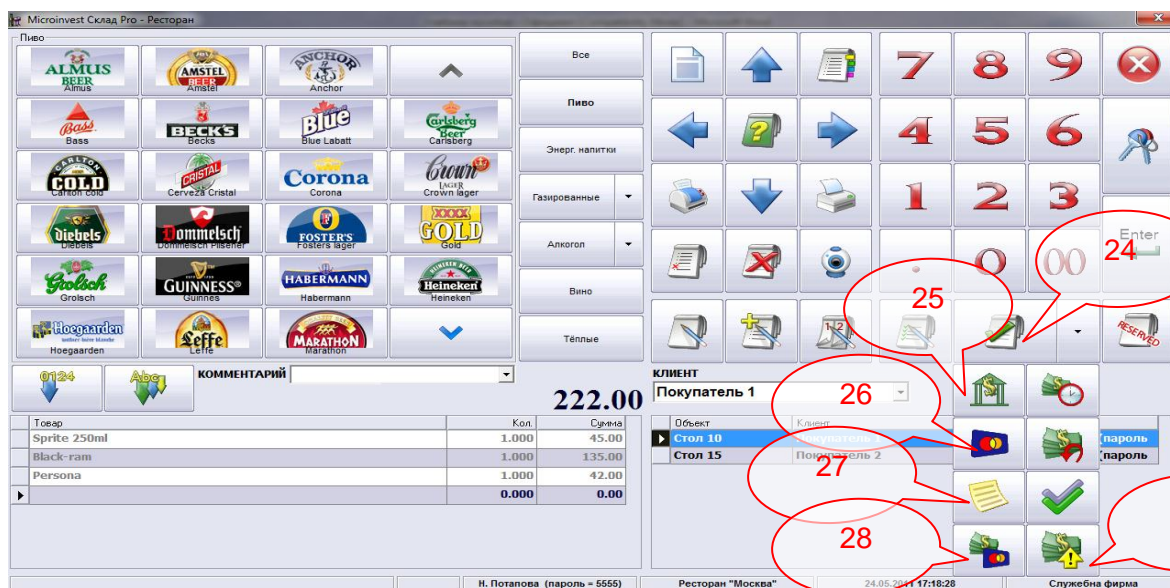 Microinvest Склад Pro - Ресторан
Пиво
ALMUS BEER
Almus
AMSTEL BEER
Amstel
ANCHOR
Anchor
Bass
Bass
BECK'S
Becks
Blue
Blue Labatt
Carlsberg Beer
Carlsberg
CARLTON COLD
Carlton cold
CRISTAL
Cerveza Cristal
Corona
Corona
Crown LAGER
Crown lager
diebels
Diebels
Dommelsch
Dommelsch Pilsener
FOSTER'S
Fosters lager
XXXX GOLD
Gold
Grolsch
Grolsch
GUINNESS®
Guinnes
HABERMANN
Habermann
Heineken
Heineken
Hoegaarden
Hoegaarden
Leffe
Leffe
MARATHON
Marathon
Все
Пиво
Энерг. напитки
Газированные
Алкогол
Вино
Тёплые
7 8 9
4 5 6
1 2 3
. 0 00
Enter
1 2
RESERVED
24
25
26
27
28
0124
Abcq
КОММЕНТАРИЙ
222.00
КЛИЕНТ
Покупатель 1
Товар Кол. Сумма
Sprite 250ml 1.000 45.00
Black-ram 1.000 135.00
Persona 1.000 42.00
0.000 0.00
Объект Клиент
Стол 10 Покупатель 1 (пароль
Стол 15 Покупатель 2 (пароль
Н. Потапова (пароль = 5555) Ресторан "Москва" 24.05.2011 17:18:28 Служебна фирма